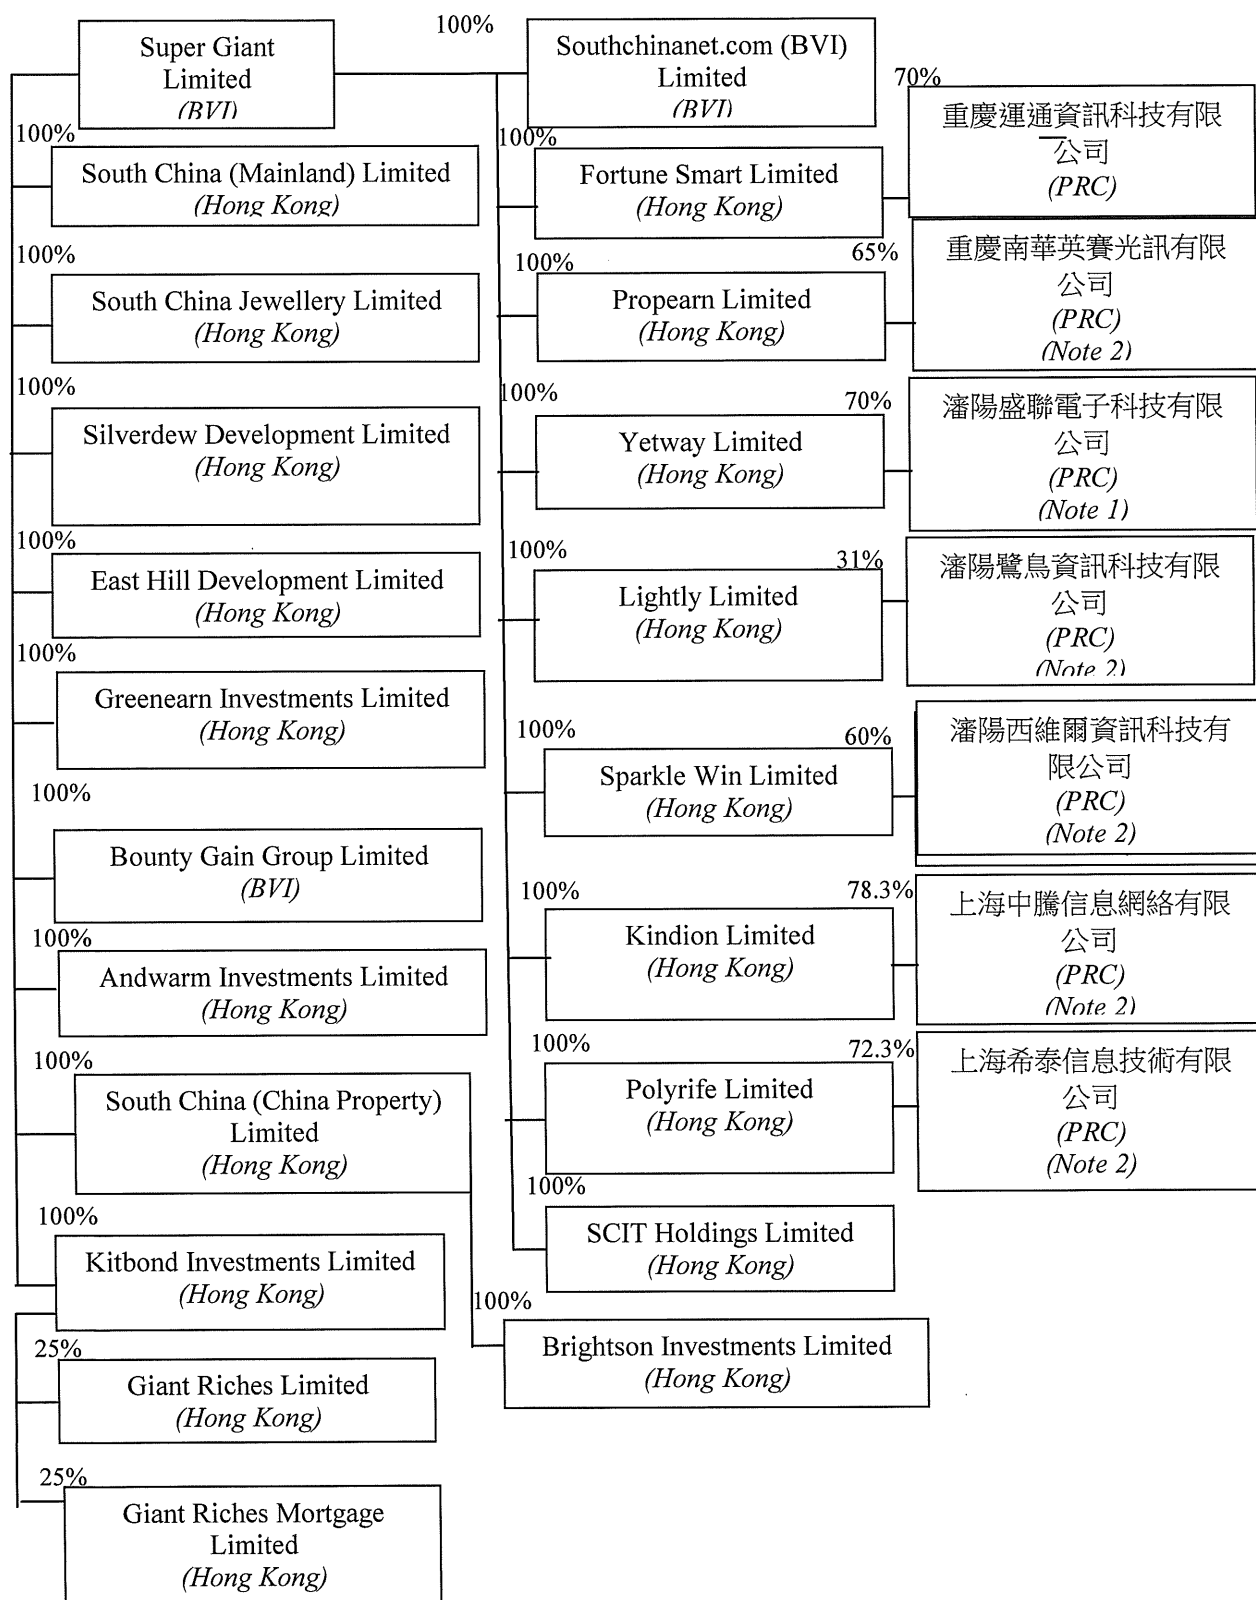 100%
Super Giant
Limited
(BVI)
Southchinanet.com (BVI)
Limited
(BVI)
100%
South China (Mainland) Limited
(Hong Kong)
100%
South China Jewellery Limited
(Hong Kong)
100%
Silverdew Development Limited
(Hong Kong)
100%
East Hill Development Limited
(Hong Kong)
100%
Greenearn Investments Limited
(Hong Kong)
100%
Bounty Gain Group Limited
(BVI)
100%
Andwarm Investments Limited
(Hong Kong)
100%
South China (China Property)
Limited
(Hong Kong)
100%
Kitbond Investments Limited
(Hong Kong)
25%
Giant Riches Limited
(Hong Kong)
25%
Giant Riches Mortgage
Limited
(Hong Kong)
100%
Fortune Smart Limited
(Hong Kong)
70%
重慶運通資訊科技有限
公司
(PRC)
100%
Propearn Limited
(Hong Kong)
65%
重慶南華英賽光訊有限
公司
(PRC)
(Note 2)
100%
Yetway Limited
(Hong Kong)
70%
瀋陽盛聯電子科技有限
公司
(PRC)
(Note 1)
100%
Lightly Limited
(Hong Kong)
31%
瀋陽鷺鳥資訊科技有限
公司
(PRC)
(Note 2)
100%
Sparkle Win Limited
(Hong Kong)
60%
瀋陽西維爾資訊科技有
限公司
(PRC)
(Note 2)
100%
Kindion Limited
(Hong Kong)
78.3%
上海中騰信息網絡有限
公司
(PRC)
(Note 2)
100%
Polyrife Limited
(Hong Kong)
72.3%
上海希泰信息技術有限
公司
(PRC)
(Note 2)
100%
SCIT Holdings Limited
(Hong Kong)
100%
Brightson Investments Limited
(Hong Kong)